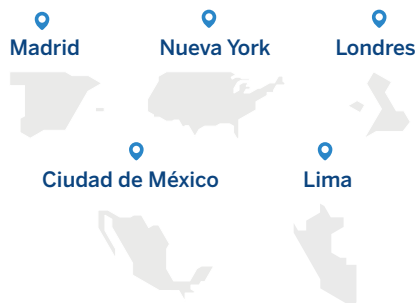 Madrid
Nueva York
Londres
Ciudad de México
Lima